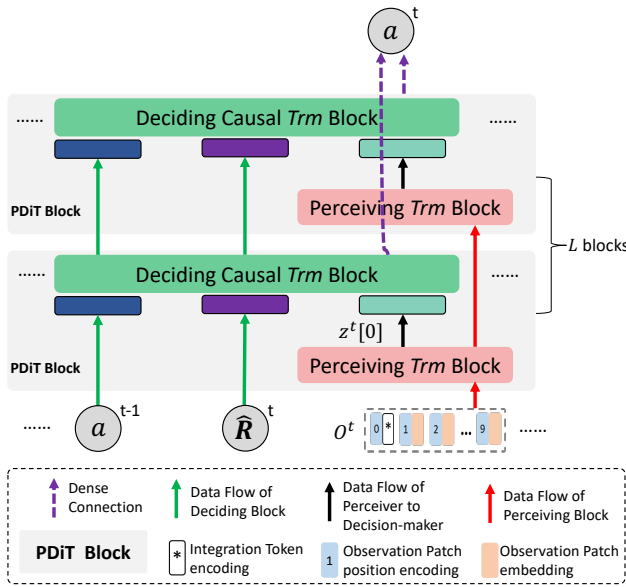 a t
...... Deciding Causal Trm Block ......
PDiT Block Perceiving Trm Block
L blocks
...... Deciding Causal Trm Block ......
z^t[0]
PDiT Block Perceiving Trm Block
...... a t-1 R̂ t O^t 0 * 1 2 ... 9 ......
Dense Connection
Data Flow of Deciding Block
Data Flow of Perceiver to Decision-maker
Data Flow of Perceiving Block
PDiT Block
* Integration Token encoding
1 Observation Patch position encoding
Observation Patch embedding